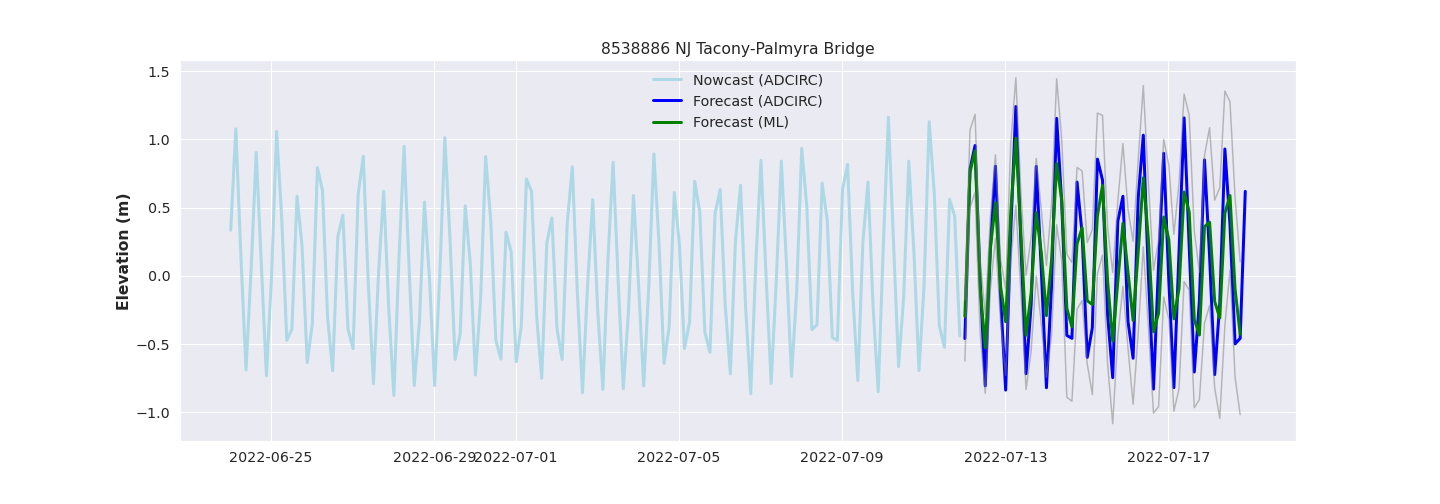 8538886 NJ Tacony-Palmyra Bridge
Elevation (m)
1.5
1.0
0.5
0.0
−0.5
−1.0
Nowcast (ADCIRC)
Forecast (ADCIRC)
Forecast (ML)
2022-06-25
2022-06-29
2022-07-01
2022-07-05
2022-07-09
2022-07-13
2022-07-17